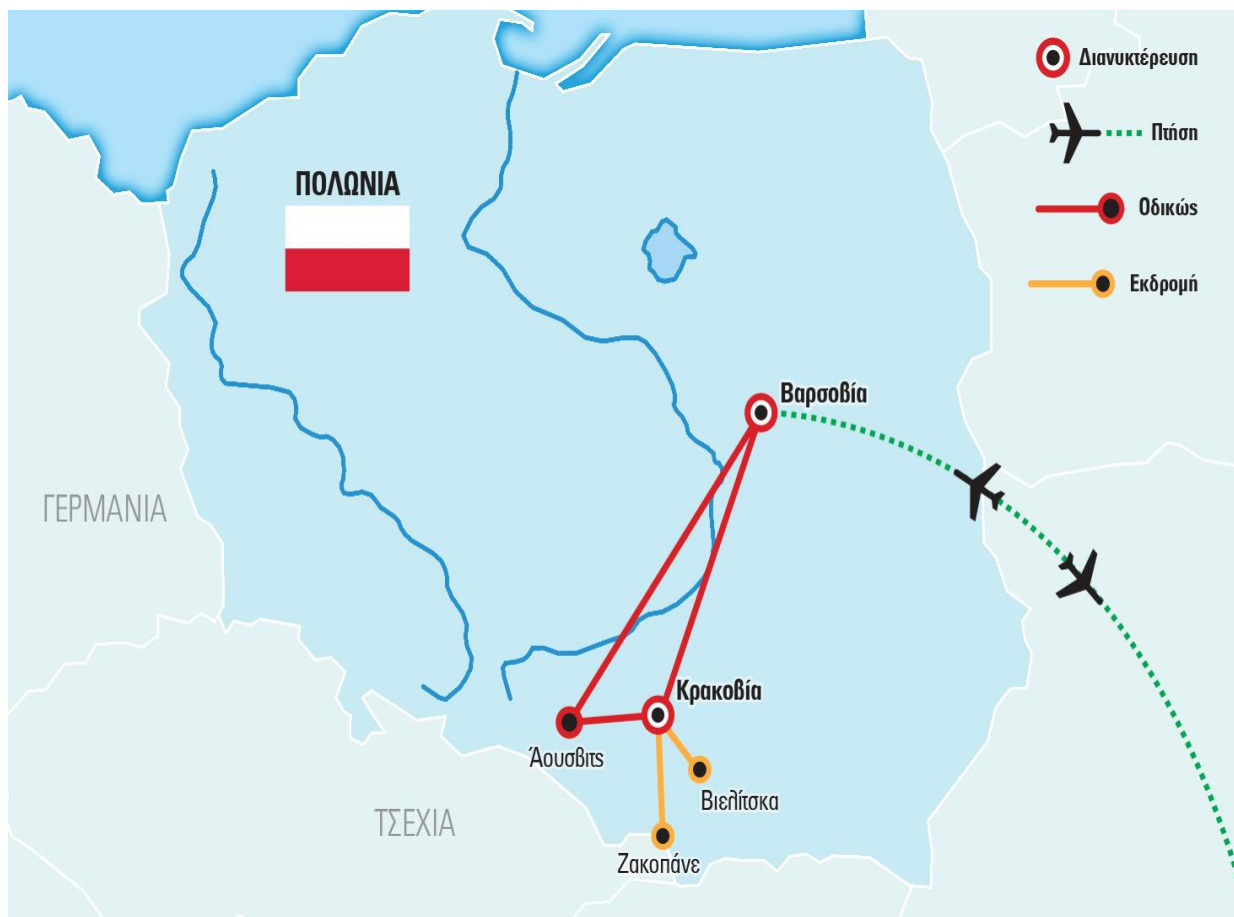 Διανυκτέρευση
Πτήση
Οδικώς
Εκδρομή
ΠΟΛΩΝΙΑ
Βαρσοβία
ΓΕΡΜΑΝΙΑ
Κρακοβία
Άουσβιτς
Βιελίτσκα
ΤΣΕΧΙΑ
Ζακοπάνε